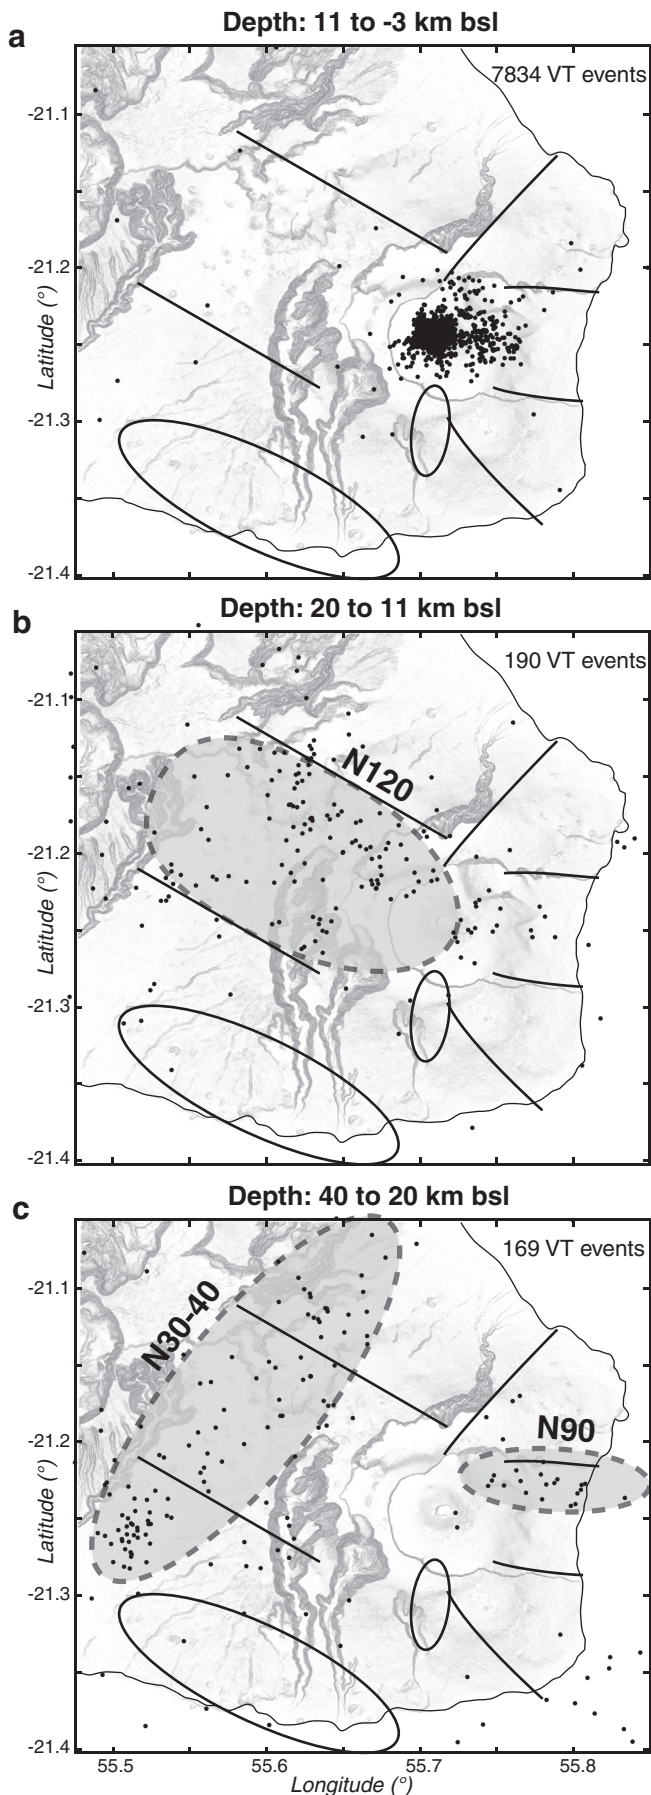 a
Depth: 11 to -3 km bsl
7834 VT events
-21.1
-21.2
-21.3
-21.4
Latitude (°)
b
Depth: 20 to 11 km bsl
190 VT events
N120
-21.1
-21.2
-21.3
-21.4
Latitude (°)
c
Depth: 40 to 20 km bsl
169 VT events
N30-40
N90
-21.1
-21.2
-21.3
-21.4
Latitude (°)
55.5
55.6
55.7
55.8
Longitude (°)